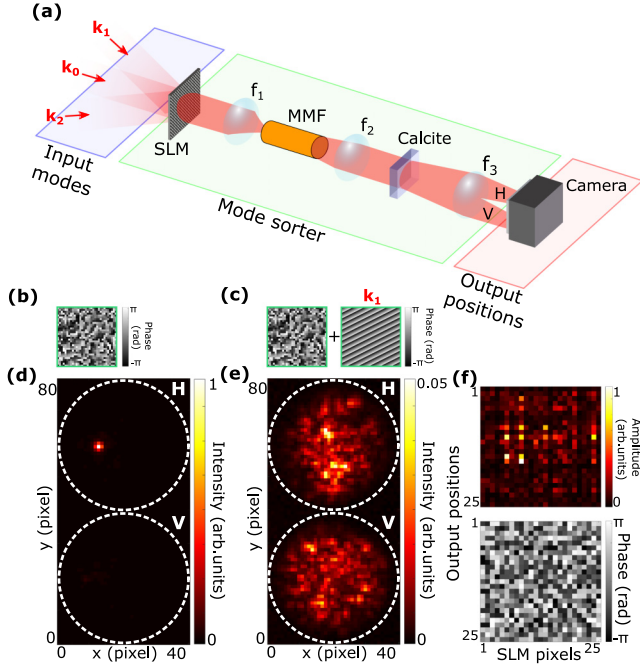 (a)
k1
k0
k2
Input
modes
SLM
f1
MMF
f2
Calcite
f3
H
V
Camera
Mode sorter
Output
positions
(b)
π
Phase
(rad)
-π
(c)
k1
+
π
Phase
(rad)
-π
(d)
80
H
V
y (pixel)
0
0
x (pixel)
40
1
Intensity (arb.units)
0
(e)
80
H
V
y (pixel)
0
0
x (pixel)
40
0.05
Intensity (arb.units)
0
(f)
1
25
1
Amplitude
(arb.units)
0
Output positions
1
25
1
25
SLM pixels
π
Phase (rad)
-π